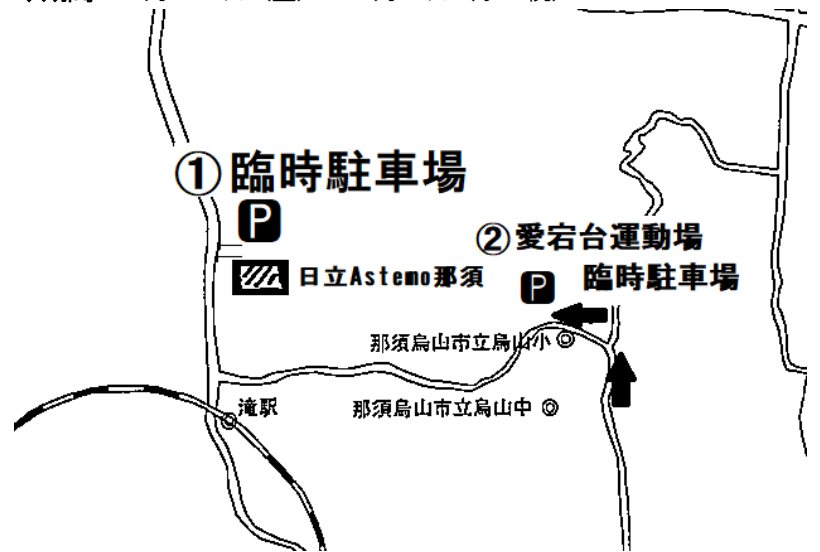 ①臨時駐車場
P
日立Astemo那須
②愛宕台運動場
P 臨時駐車場
那須烏山市立烏山小
滝駅
那須烏山市立烏山中